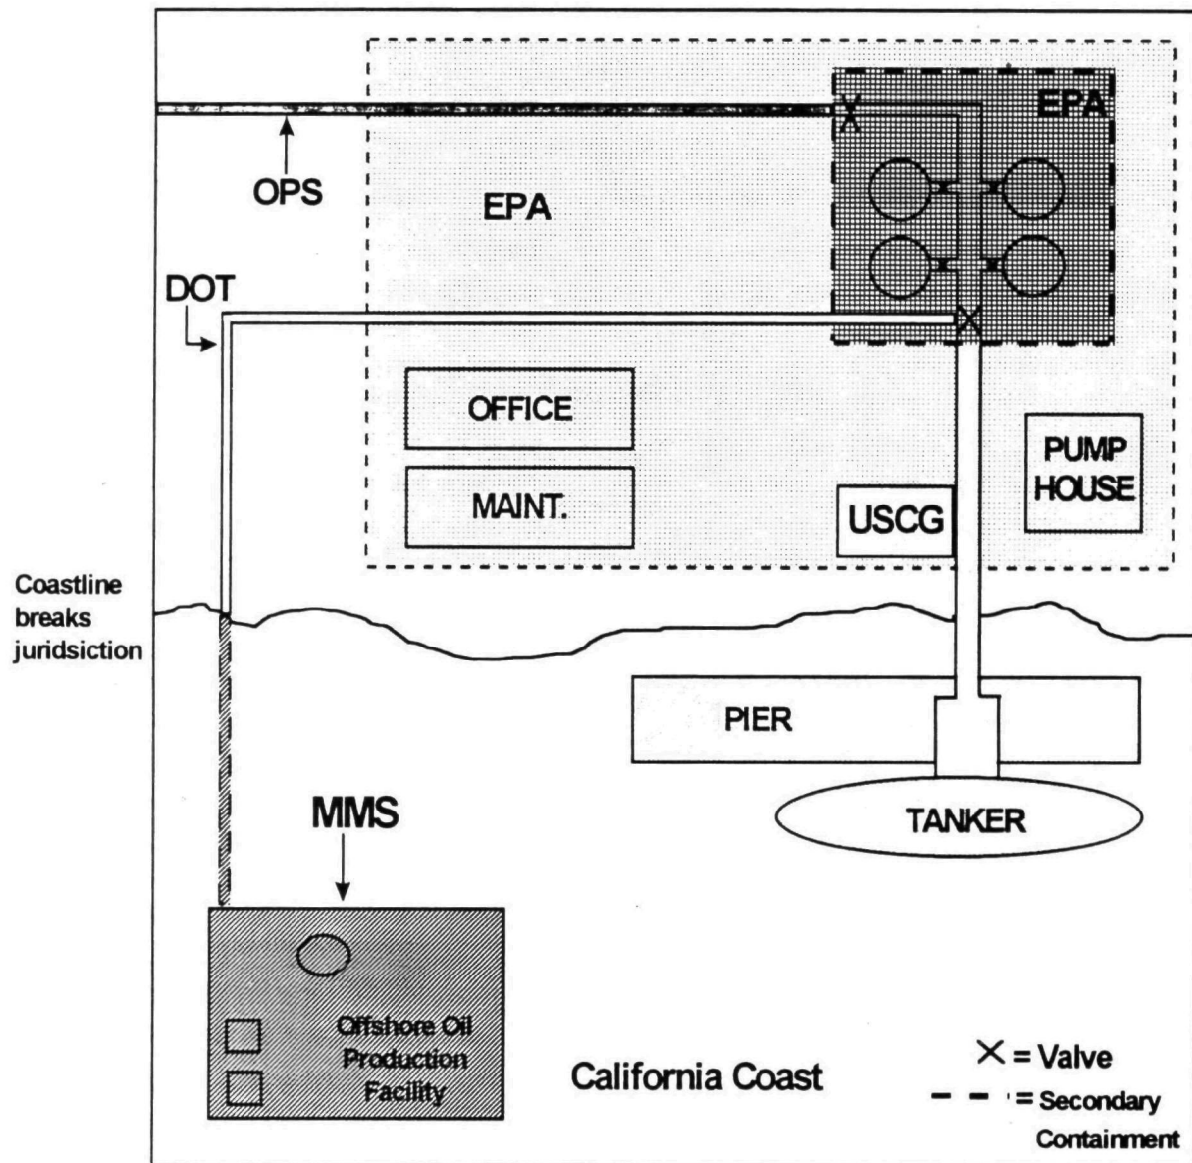 EPA
OPS
EPA
DOT
OFFICE
PUMP
HOUSE
MAINT.
USCG
Coastline
breaks
juridsiction
PIER
MMS
TANKER
Offshore Oil
Production
Facility
California Coast
X = Valve
– – = Secondary
Containment